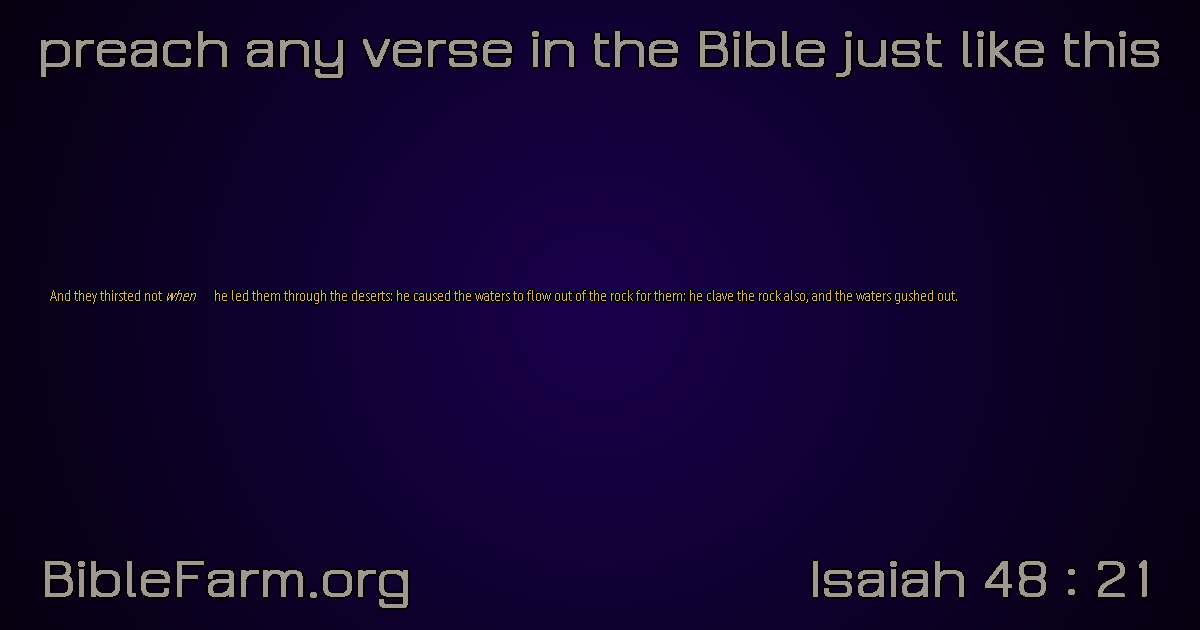 preach any verse in the Bible just like this
And they thirsted not when he led them through the deserts: he caused the waters to flow out of the rock for them: he clave the rock also, and the waters gushed out.
BibleFarm.org
Isaiah 48 : 21